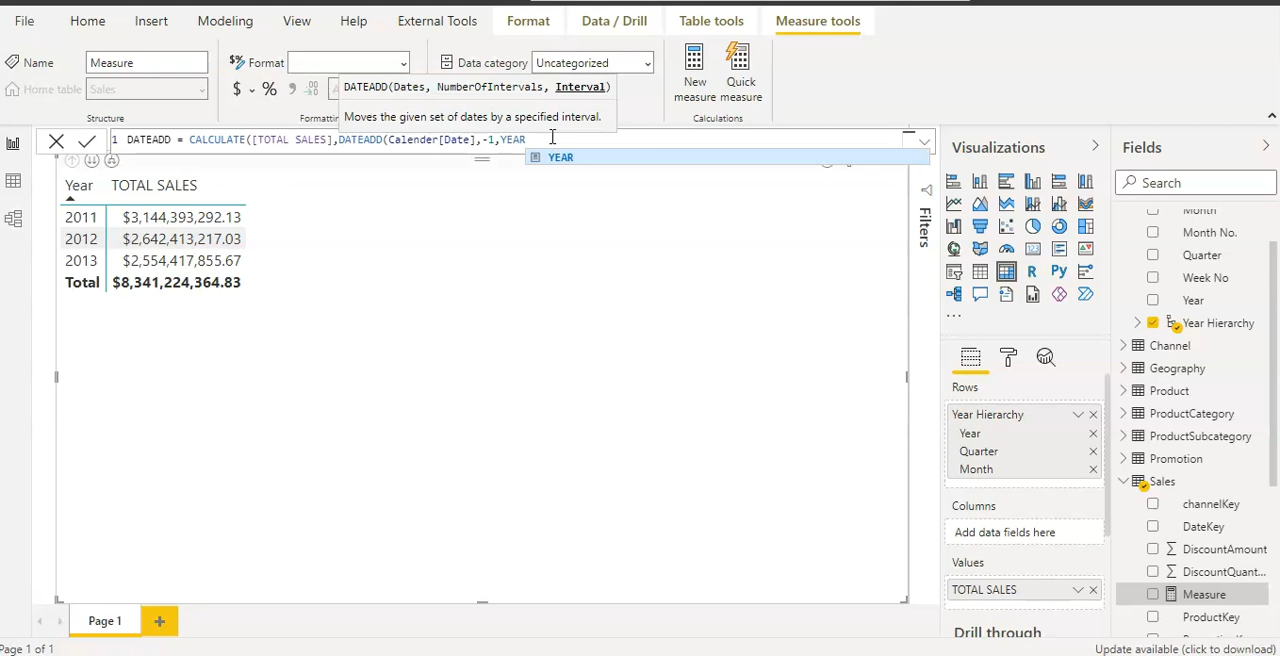 File Home Insert Modeling View Help External Tools Format Data / Drill Table tools Measure tools
Name Measure
Home table Sales
Structure
$% Format
$ % 9
Formatting
Data category Uncategorized
New measure
Quick measure
Calculations
DATEADD(Dates, NumberOfIntervals, Interval)
Moves the given set of dates by a specified interval.
1 DATEADD = CALCULATE([TOTAL SALES],DATEADD(Calender[Date],-1,YEAR
YEAR
Year TOTAL SALES
2011 $3,144,393,292.13
2012 $2,642,413,217.03
2013 $2,554,417,855.67
Total $8,341,224,364.83
Filters
Visualizations
R Py
123
...
Rows
Year Hierarchy
Year
Quarter
Month
Columns
Add data fields here
Values
TOTAL SALES
Drill through
Fields
Search
Month
Month No.
Quarter
Week No
Year
Year Hierarchy
Channel
Geography
Product
ProductCategory
ProductSubcategory
Promotion
Sales
channelKey
DateKey
DiscountAmount
DiscountQuant...
Measure
ProductKey
Page 1
Page 1 of 1
Update available (click to download)